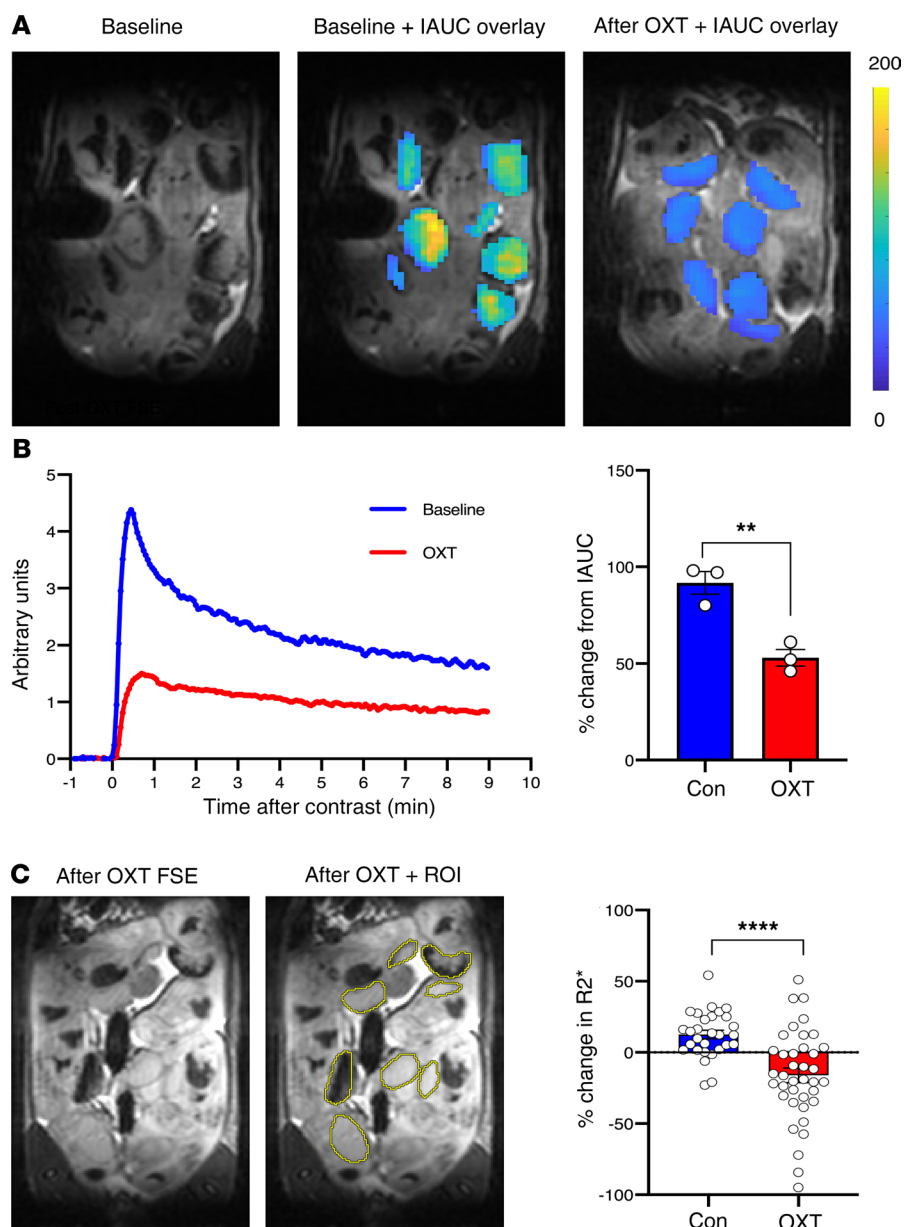 A
Baseline
Baseline + IAUC overlay
After OXT + IAUC overlay
200
0
B
5
4
3
2
1
0
Arbitrary units
-1 0 1 2 3 4 5 6 7 8 9 10
Time after contrast (min)
Baseline
OXT
150
100
50
0
% change from IAUC
**
Con OXT
C
After OXT FSE
After OXT + ROI
100
50
0
-50
-100
% change in R2*
****
Con OXT